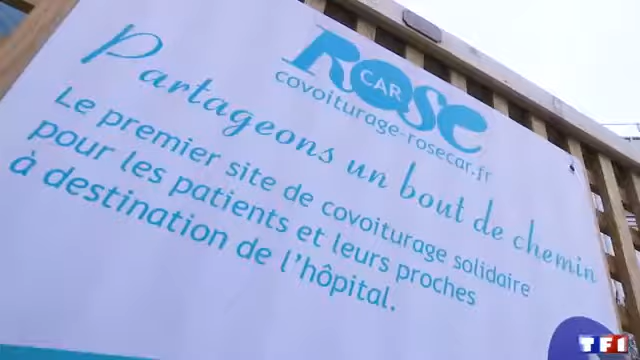 ROSE
CAR
covoiturage-rosecar.fr
Partageons un bout de chemin
Le premier site de covoiturage solidaire
pour les patients et leurs proches
à destination de l'hôpital.
TF1